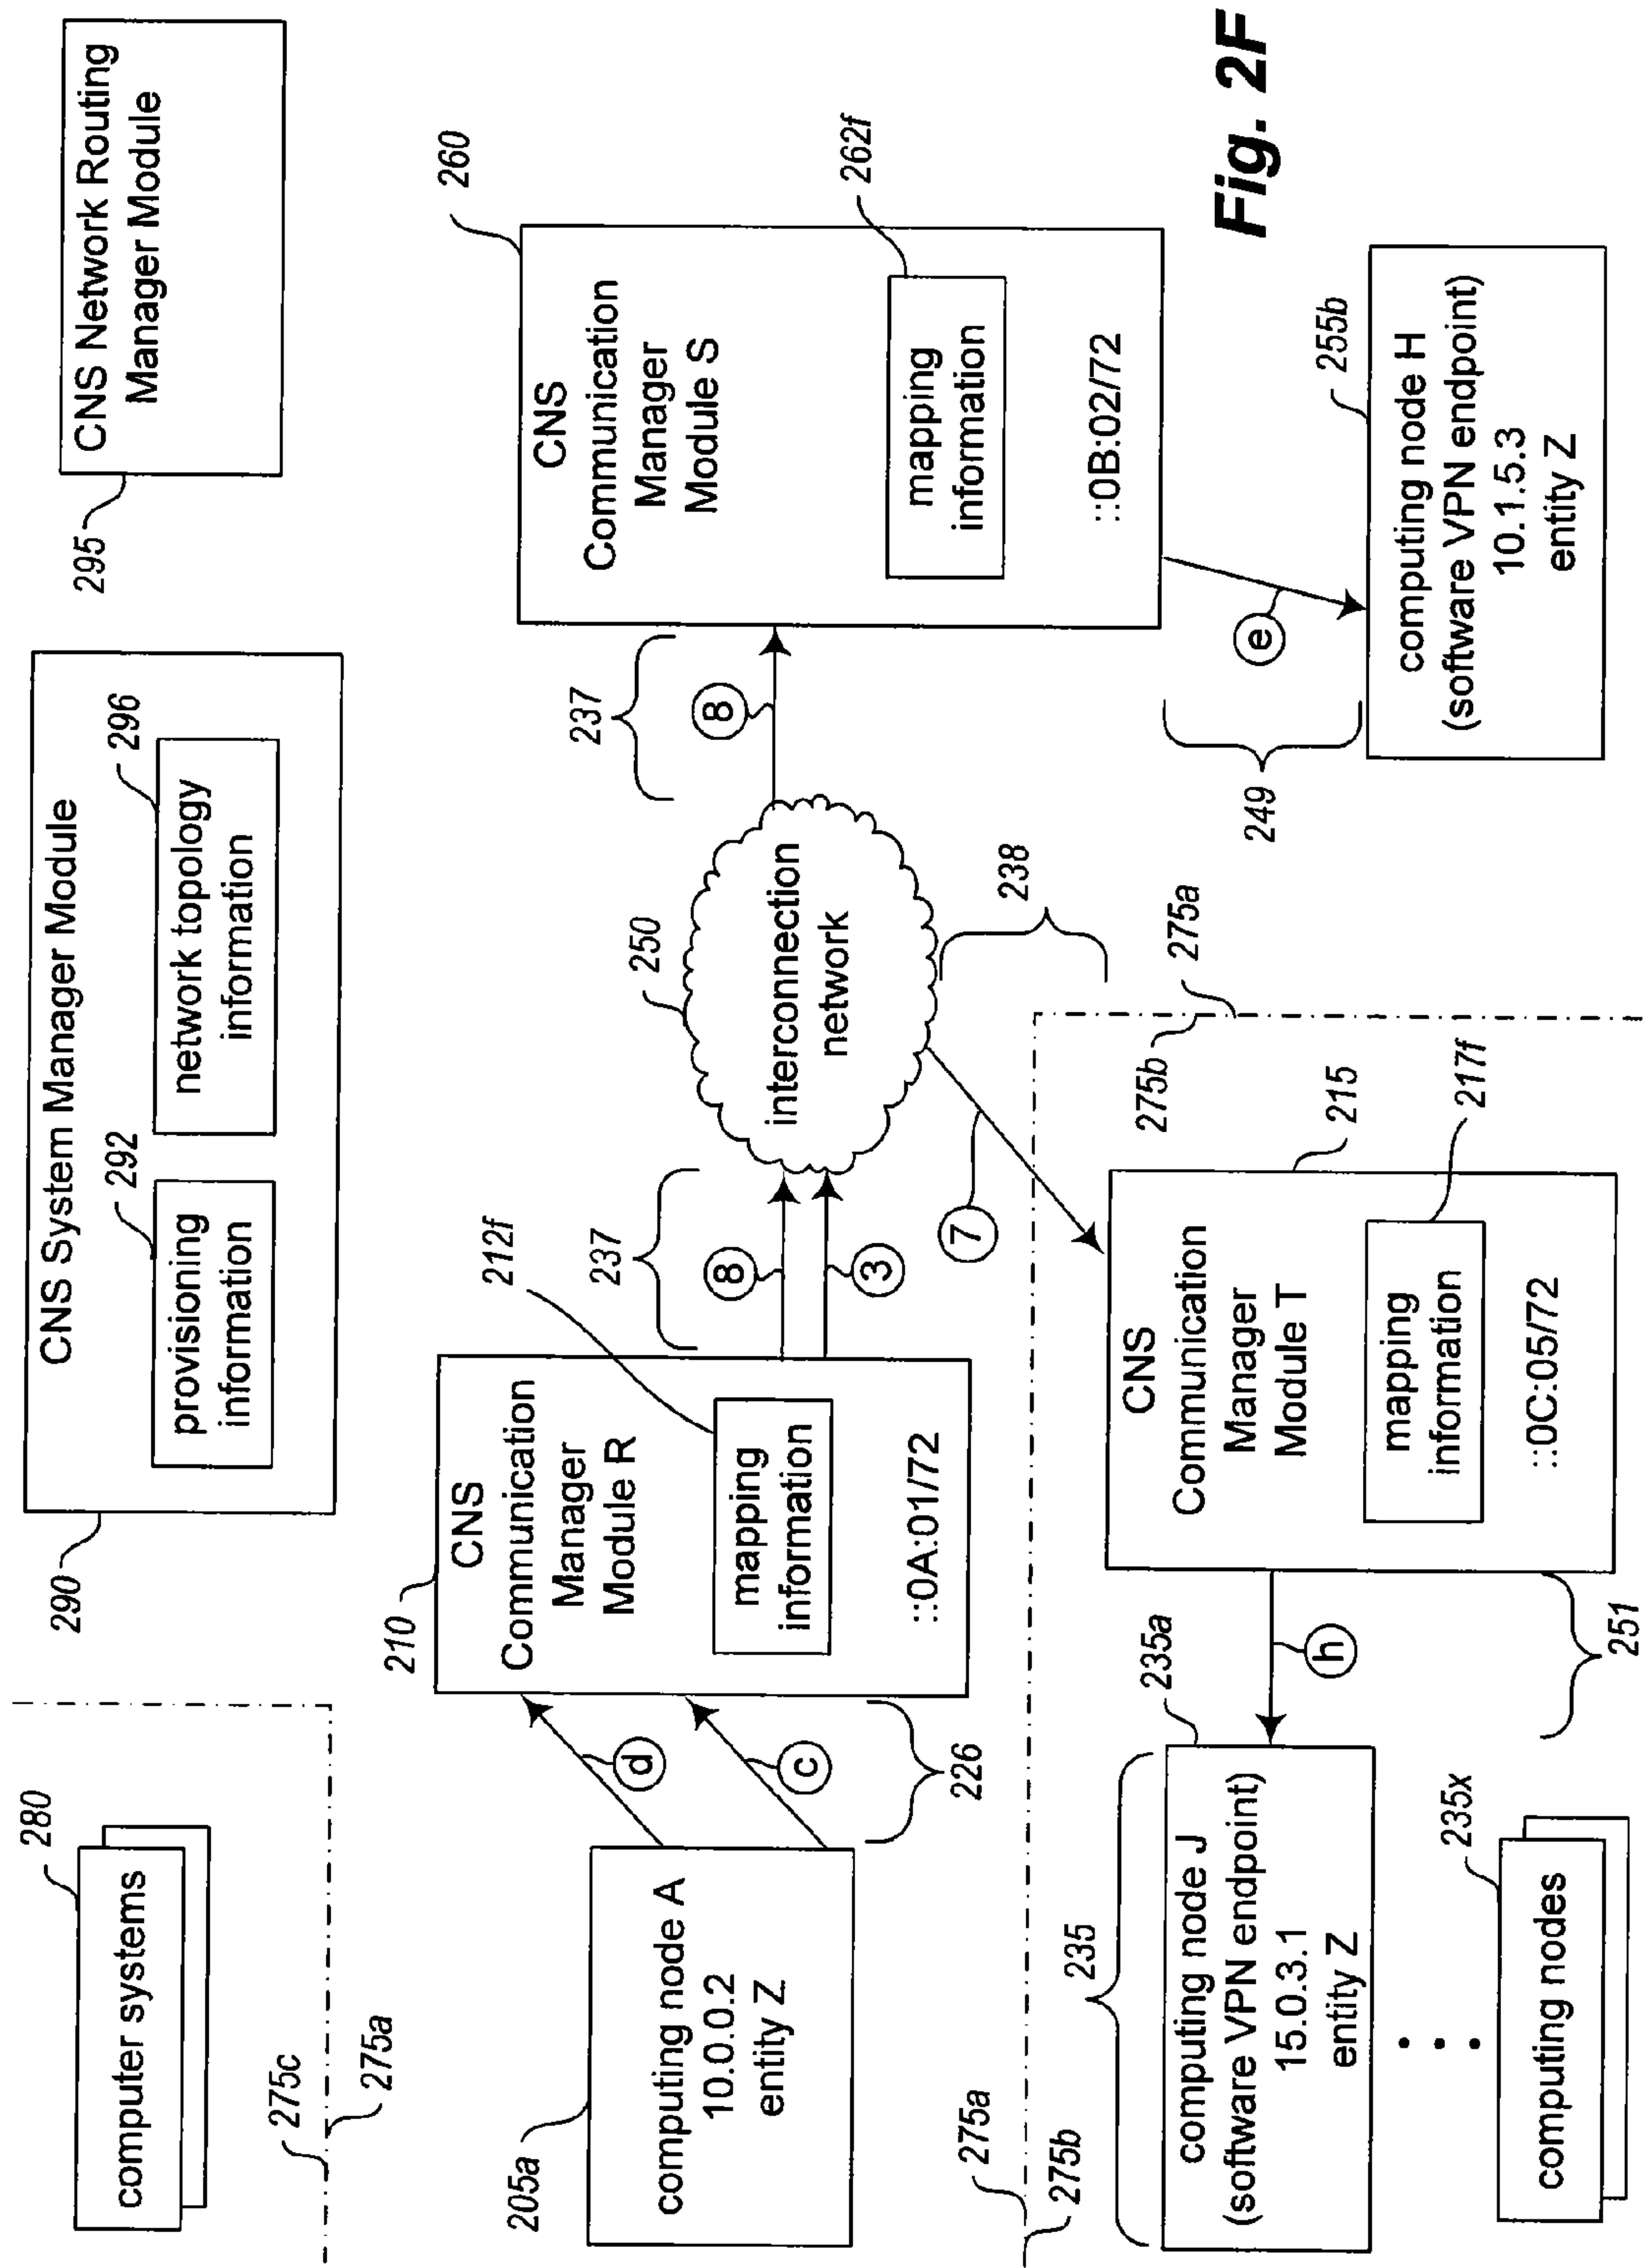 280
computer systems
275c
275a
290
CNS System Manager Module
292
provisioning
information
296
network topology
information
295
CNS Network Routing
Manager Module
205a
computing node A
10.0.0.2
entity Z
d
c
226
210
CNS
Communication
Manager
Module R
mapping
information
::0A:01/72
212f
237
8
3
250
interconnection
network
237
8
260
CNS
Communication
Manager
Module S
mapping
information
::0B:02/72
262f
7
238
e
249
255b
computing node H
(software VPN endpoint)
10.1.5.3
entity Z
275a
275b
275b
275a
235
235a
computing node J
(software VPN endpoint)
15.0.3.1
entity Z
235x
computing nodes
h
251
215
CNS
Communication
Manager
Module T
mapping
information
::0C:05/72
217f
Fig. 2F